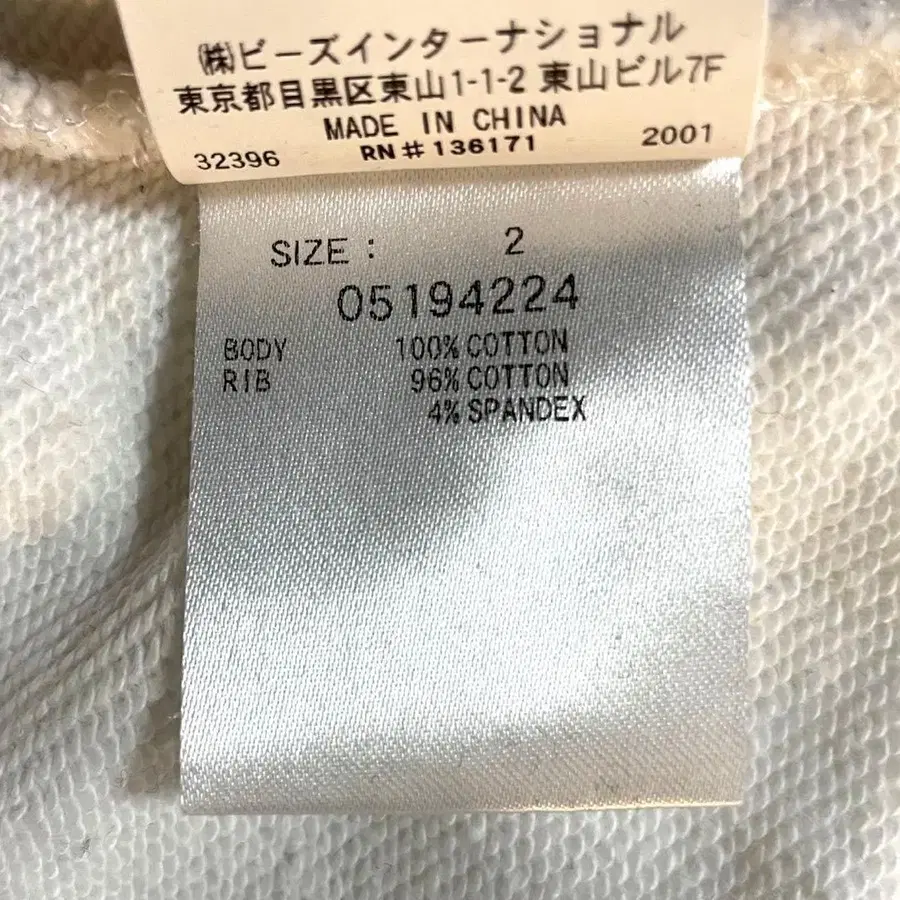 ㈱ビーズインターナショナル
東京都目黒区東山1-1-2 東山ビル7F
MADE IN CHINA
32396 RN#136171 2001
SIZE : 2
05194224
BODY 100% COTTON
RIB 96% COTTON
4% SPANDEX